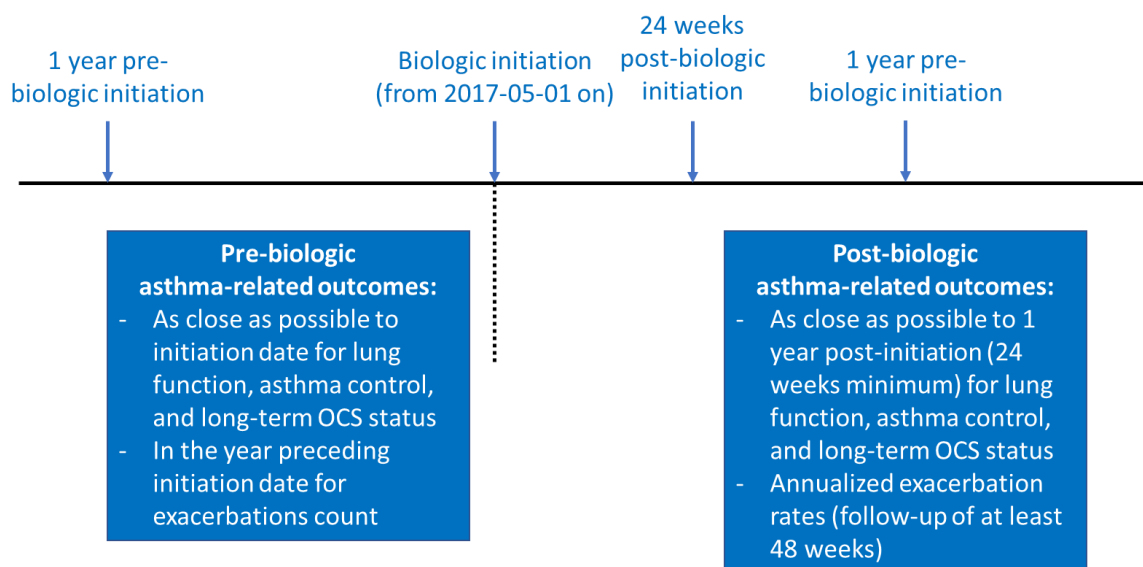 1 year pre-
biologic initiation
Biologic initiation
(from 2017-05-01 on)
24 weeks
post-biologic
initiation
1 year pre-
biologic initiation
Pre-biologic
asthma-related outcomes:
- As close as possible to
initiation date for lung
function, asthma control,
and long-term OCS status
- In the year preceding
initiation date for
exacerbations count
Post-biologic
asthma-related outcomes:
- As close as possible to 1
year post-initiation (24
weeks minimum) for lung
function, asthma control,
and long-term OCS status
- Annualized exacerbation
rates (follow-up of at least
48 weeks)